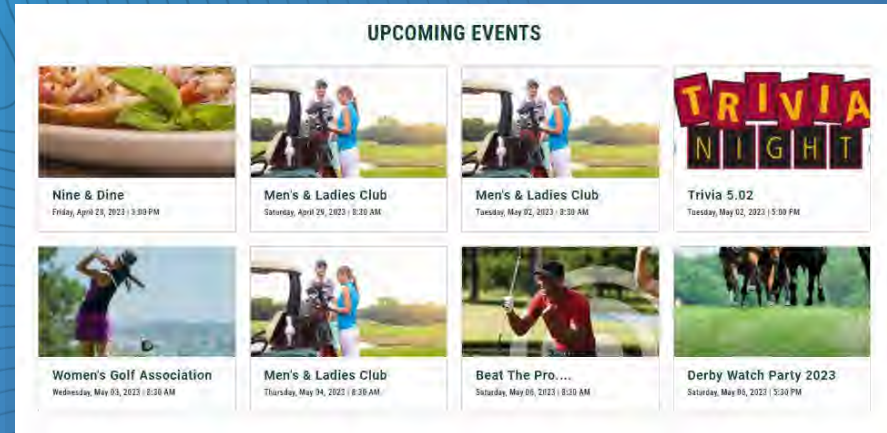 UPCOMING EVENTS
Nine & Dine
Friday, April 28, 2023 | 3:00 PM
Men's & Ladies Club
Saturday, April 29, 2023 | 8:30 AM
Men's & Ladies Club
Tuesday, May 02, 2023 | 8:30 AM
TRIVIA
NIGHT
Trivia 5.02
Tuesday, May 02, 2023 | 5:00 PM
Women's Golf Association
Wednesday, May 03, 2023 | 8:30 AM
Men's & Ladies Club
Thursday, May 04, 2023 | 8:30 AM
Beat The Pro....
Saturday, May 06, 2023 | 8:30 AM
Derby Watch Party 2023
Saturday, May 06, 2023 | 5:30 PM